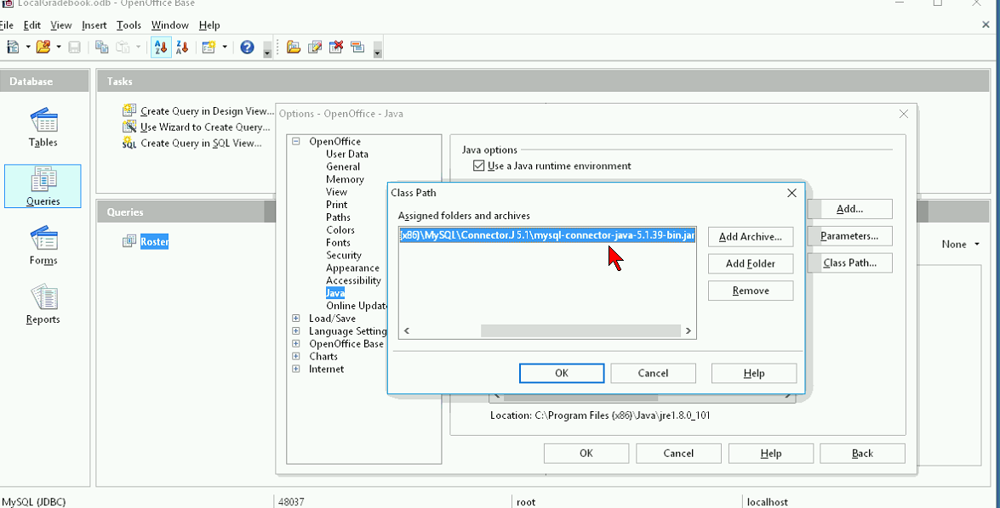 LocalGradebook.odb - OpenOffice Base
File Edit View Insert Tools Window Help
Database
Tables
Queries
Forms
Reports
Tasks
Create Query in Design View...
Use Wizard to Create Query...
SQL Create Query in SQL View...
Queries
Roster
None
Options - OpenOffice - Java
OpenOffice
User Data
General
Memory
View
Print
Paths
Colors
Fonts
Security
Appearance
Accessibility
Java
Online Update
Load/Save
Language Setting
OpenOffice Base
Charts
Internet
Java options
Use a Java runtime environment
Add...
Parameters...
Class Path...
Class Path
Assigned folders and archives
(x86)\MySQL\Connector.J 5.1\mysql-connector-java-5.1.39-bin.jar
Add Archive...
Add Folder
Remove
OK Cancel Help
Location: C:\Program Files (x86)\Java\jre1.8.0_101
OK Cancel Help Back
MySQL (JDBC) 48037 root localhost